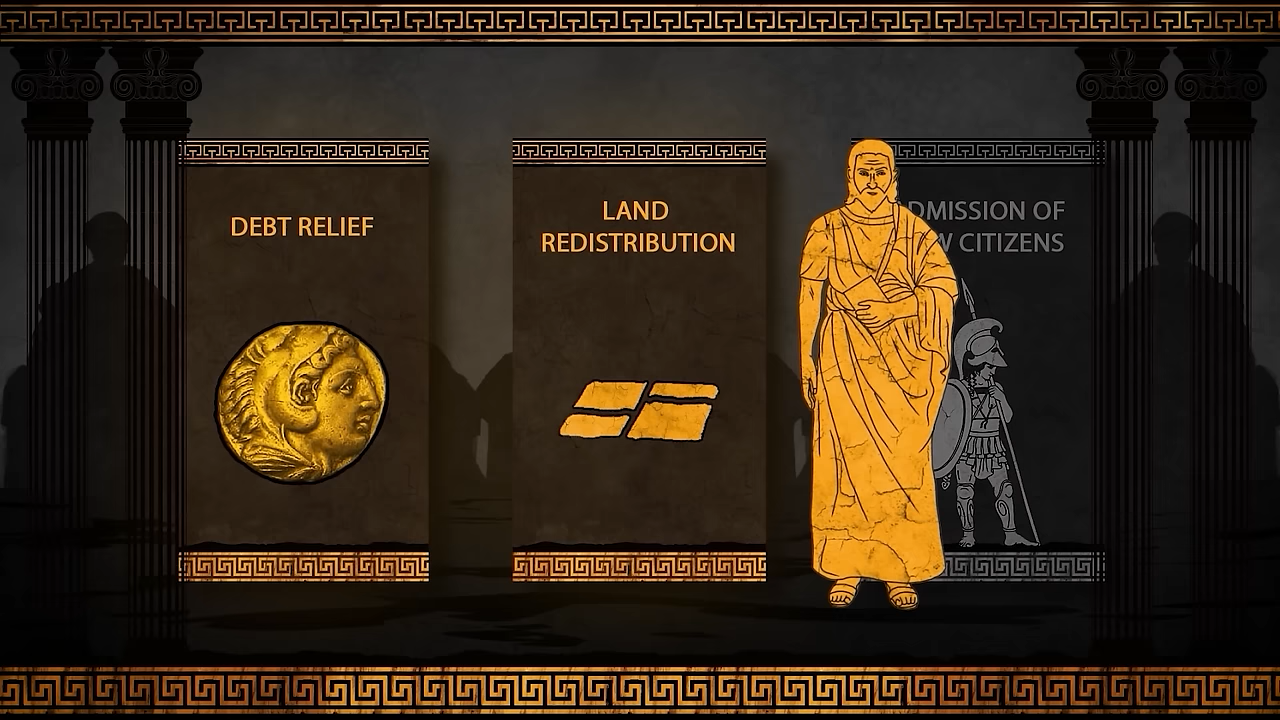 DEBT RELIEF
LAND
REDISTRIBUTION
DMISSION OF
W CITIZENS